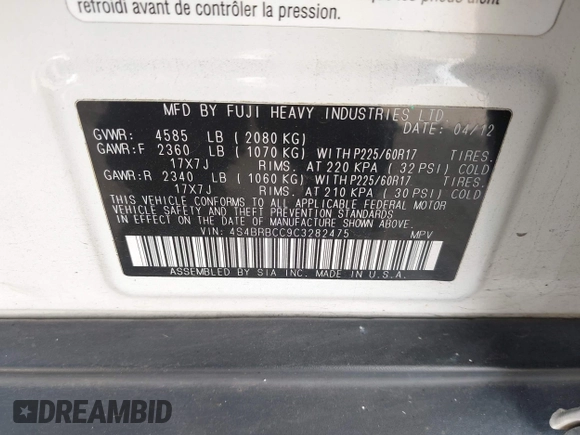 retroidi avant de contrôler la pression.
MFD BY FUJI HEAVY INDUSTRIES LTD.
DATE: 04/12
GVWR: 4585 LB (2080 KG)
GAWR:F 2360 LB (1070 KG) WITH P225/60R17 TIRES.
17X7J RIMS. AT 220 KPA (32 PSI) COLD
GAWR:R 2340 LB (1060 KG) WITH P225/60R17 TIRES.
17X7J RIMS. AT 210 KPA (30 PSI) COLD
THIS VEHICLE CONFORMS TO ALL APPLICABLE FEDERAL MOTOR
VEHICLE SAFETY AND THEFT PREVENTION STANDARDS IN
EFFECT ON THE DATE OF MANUFACTURE SHOWN ABOVE.
VIN: 4S4BRBCC9C3282475 MPV
ASSEMBLED BY SIA INC. MADE IN U.S.A.
DREAMBID